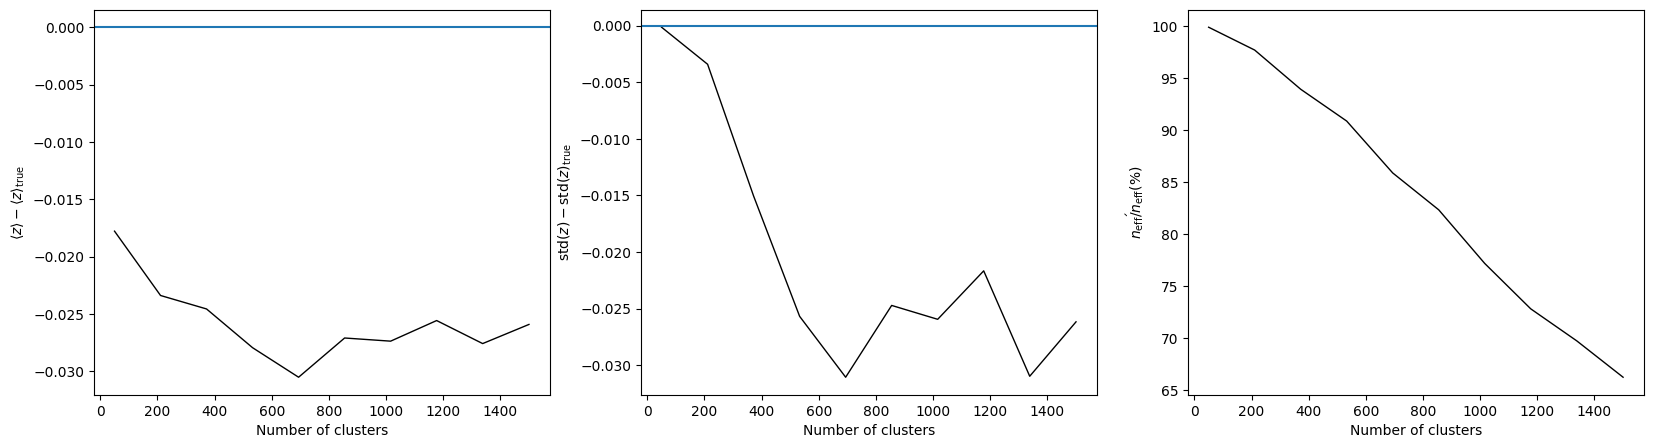 ⟨z⟩ − ⟨z⟩true
0.000
−0.005
−0.010
−0.015
−0.020
−0.025
−0.030
0 200 400 600 800 1000 1200 1400
Number of clusters
std(z) − std(z)true
0.000
−0.005
−0.010
−0.015
−0.020
−0.025
−0.030
0 200 400 600 800 1000 1200 1400
Number of clusters
n′eff/neff(%)
100
95
90
85
80
75
70
65
0 200 400 600 800 1000 1200 1400
Number of clusters